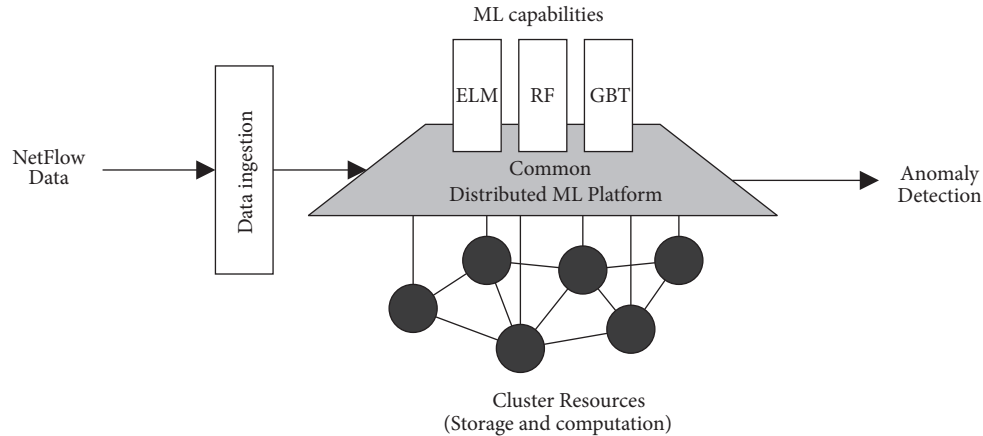 ML capabilities
ELM
RF
GBT
NetFlow
Data
Data ingestion
Common
Distributed ML Platform
Anomaly
Detection
Cluster Resources
(Storage and computation)